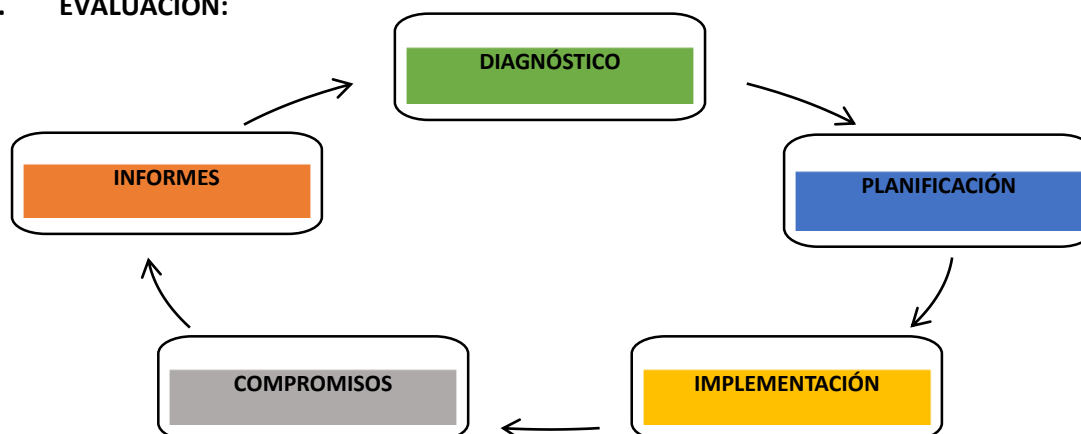 . EVALUACIÓN:
DIAGNÓSTICO
INFORMES
PLANIFICACIÓN
COMPROMISOS
IMPLEMENTACIÓN